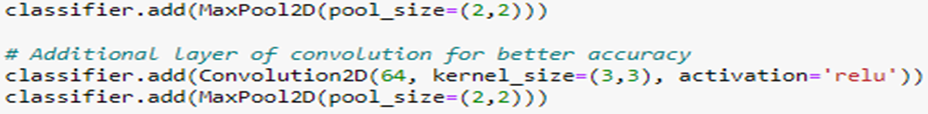 classifier.add(MaxPool2D(pool_size=(2,2)))
# Additional layer of convolution for better accuracy
classifier.add(Convolution2D(64, kernel_size=(3,3), activation='relu'))
classifier.add(MaxPool2D(pool_size=(2,2)))